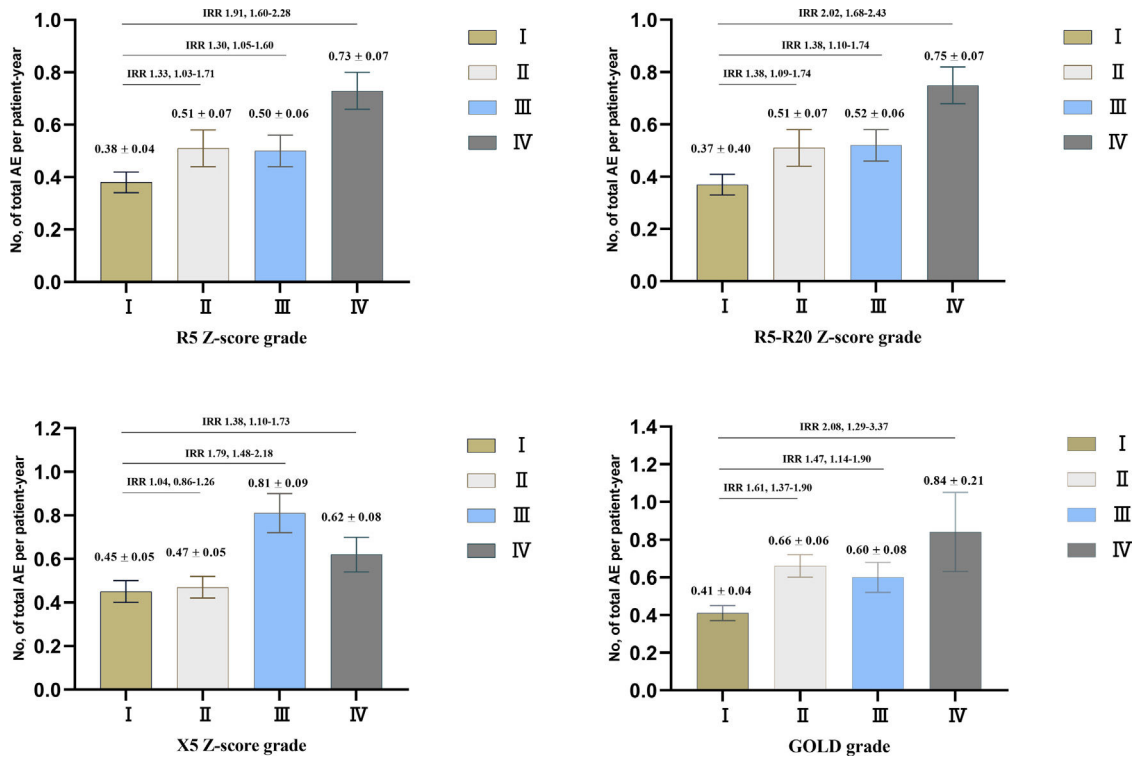 No, of total AE per patient-year
1.0
0.8
0.6
0.4
0.2
0.0
IRR 1.91, 1.60-2.28
IRR 1.30, 1.05-1.60
IRR 1.33, 1.03-1.71
0.38 ± 0.04
0.51 ± 0.07
0.50 ± 0.06
0.73 ± 0.07
Ⅰ
Ⅱ
Ⅲ
Ⅳ
R5 Z-score grade
Ⅰ
Ⅱ
Ⅲ
Ⅳ
No, of total AE per patient-year
1.0
0.8
0.6
0.4
0.2
0.0
IRR 2.02, 1.68-2.43
IRR 1.38, 1.10-1.74
IRR 1.38, 1.09-1.74
0.37 ± 0.40
0.51 ± 0.07
0.52 ± 0.06
0.75 ± 0.07
Ⅰ
Ⅱ
Ⅲ
Ⅳ
R5-R20 Z-score grade
Ⅰ
Ⅱ
Ⅲ
Ⅳ
No, of total AE per patient-year
1.2
1.0
0.8
0.6
0.4
0.2
0.0
IRR 1.38, 1.10-1.73
IRR 1.79, 1.48-2.18
IRR 1.04, 0.86-1.26
0.45 ± 0.05
0.47 ± 0.05
0.81 ± 0.09
0.62 ± 0.08
Ⅰ
Ⅱ
Ⅲ
Ⅳ
X5 Z-score grade
Ⅰ
Ⅱ
Ⅲ
Ⅳ
No, of total AE per patient-year
1.4
1.2
1.0
0.8
0.6
0.4
0.2
0.0
IRR 2.08, 1.29-3.37
IRR 1.47, 1.14-1.90
IRR 1.61, 1.37-1.90
0.41 ± 0.04
0.66 ± 0.06
0.60 ± 0.08
0.84 ± 0.21
Ⅰ
Ⅱ
Ⅲ
Ⅳ
GOLD grade
Ⅰ
Ⅱ
Ⅲ
Ⅳ